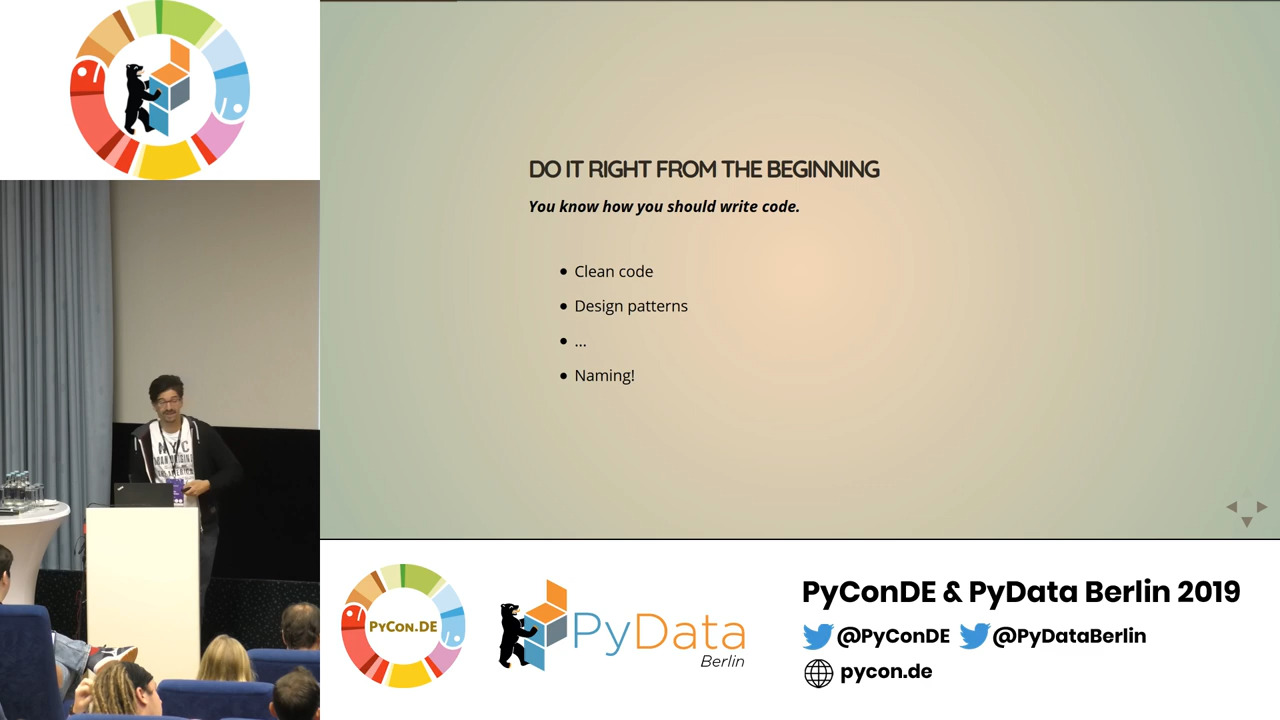 DO IT RIGHT FROM THE BEGINNING
You know how you should write code.
• Clean code
• Design patterns
• ...
• Naming!
NYC
PYCON.DE
PyData
Berlin
PyConDE & PyData Berlin 2019
@PyConDE @PyDataBerlin
pycon.de